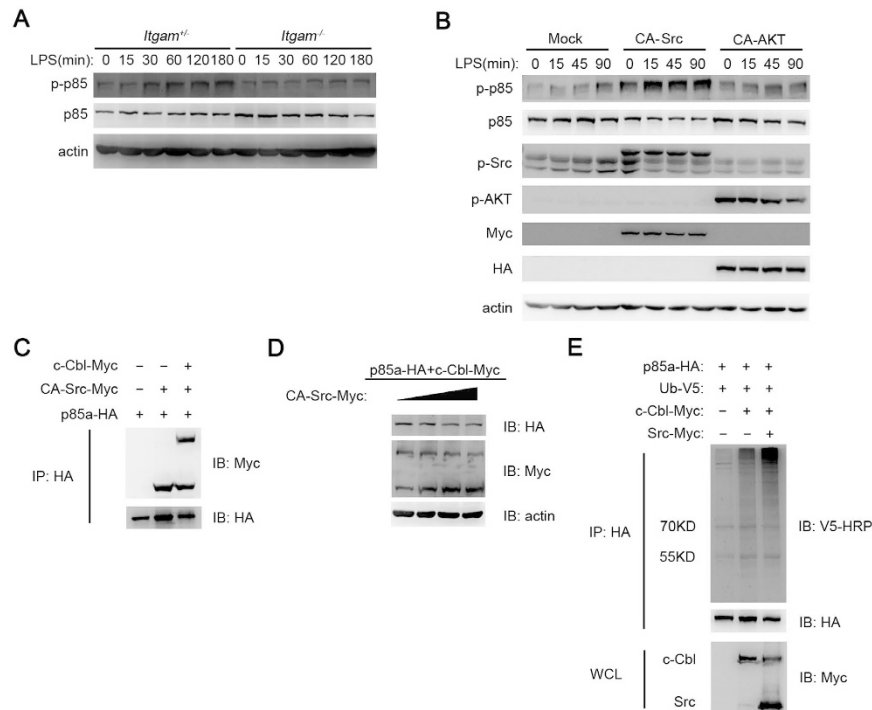 A
Itgam+/- Itgam-/-
LPS(min): 0 15 30 60 120 180 0 15 30 60 120 180
p-p85
p85
actin
B
Mock CA-Src CA-AKT
LPS(min): 0 15 45 90 0 15 45 90 0 15 45 90
p-p85
p85
p-Src
p-AKT
Myc
HA
actin
C
c-Cbl-Myc – – +
CA-Src-Myc – + +
p85a-HA + + +
IP: HA
IB: Myc
IB: HA
D
p85a-HA+c-Cbl-Myc
CA-Src-Myc:
IB: HA
IB: Myc
IB: actin
E
p85a-HA: + + +
Ub-V5: + + +
c-Cbl-Myc: – + +
Src-Myc: – – +
IP: HA
70KD
55KD
IB: V5-HRP
IB: HA
WCL
c-Cbl
Src
IB: Myc